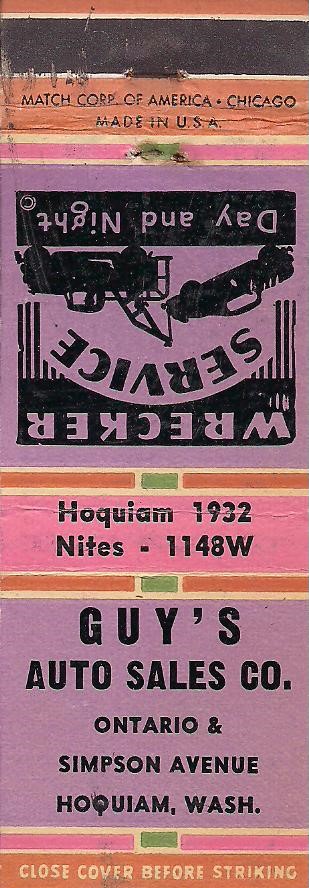 MATCH CORP. OF AMERICA • CHICAGO
MADE IN U.S.A.
WRECKER
SERVICE
Day and Night
©
Hoquiam 1932
Nites - 1148W
GUY'S
AUTO SALES CO.
ONTARIO &
SIMPSON AVENUE
HOQUIAM, WASH.
CLOSE COVER BEFORE STRIKING